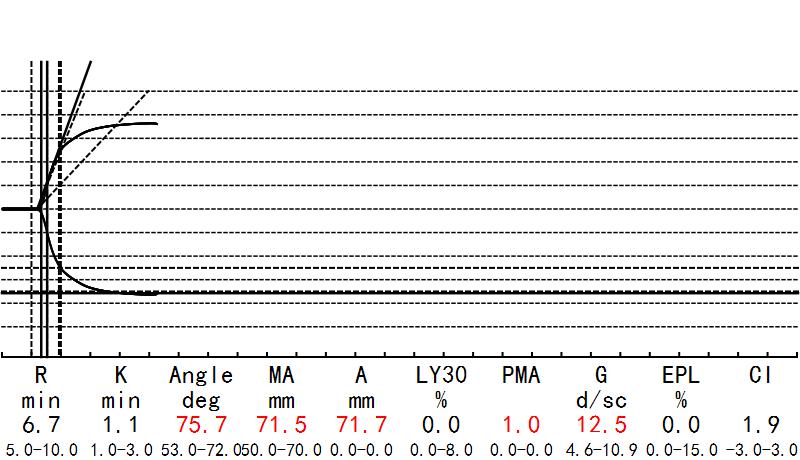 R K Angle MA A LY30 PMA G EPL CI
min min deg mm mm % d/sc %
6.7 1.1 75.7 71.5 71.7 0.0 1.0 12.5 0.0 1.9
5.0-10.0 1.0-3.0 53.0-72.0 50.0-70.0 0.0-0.0 0.0-8.0 0.0-0.0 4.6-10.9 0.0-15.0 -3.0-3.0